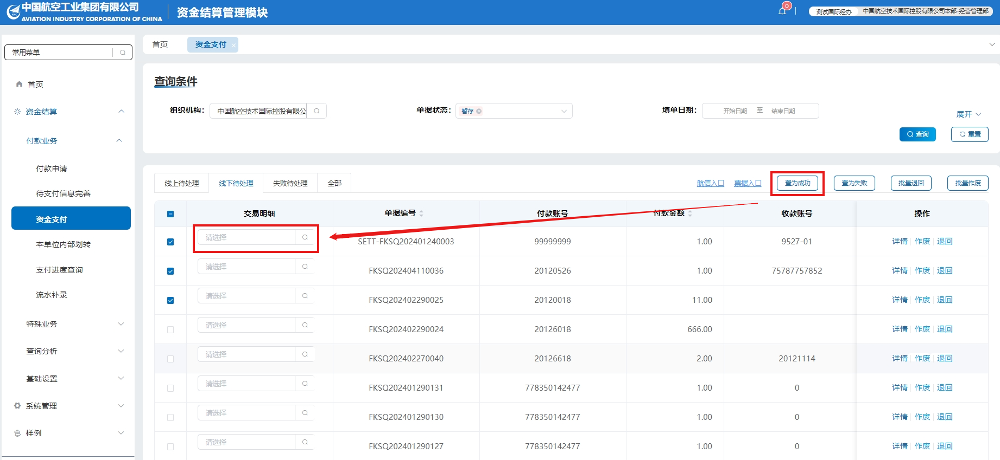 中国航空工业集团有限公司
AVIATION INDUSTRY CORPORATION OF CHINA
资金结算管理模块
0
测试国际经办 中国航空技术国际控股有限公司本部-经营管理部
常用菜单
首页
资金结算
付款业务
付款申请
待支付信息完善
资金支付
本单位内部划转
支付进度查询
流水补录
特殊业务
查询分析
基础设置
系统管理
样例
首页 资金支付
查询条件
组织机构： 中国航空技术国际控股有限公 单据状态： 暂存 填单日期： 开始日期 至 结束日期
展开
查询 重置
线上待处理 线下待处理 失败待处理 全部 航信入口 票据入口 置为成功 置为失败 批量退回 批量作废
交易明细 单据编号 付款账号 付款金额 收款账号 操作
请选择 SETT-FKSQ202401240003 99999999 1.00 9527-01 详情 作废 退回
请选择 FKSQ202404110036 20120526 1.00 75787757852 详情 作废 退回
请选择 FKSQ202402290025 20120018 11.00 详情 作废 退回
请选择 FKSQ202402290024 20126018 666.00 详情 作废 退回
请选择 FKSQ202402270040 20126618 2.00 20121114 详情 作废 退回
请选择 FKSQ202401290131 778350142477 1.00 0 详情 作废 退回
请选择 FKSQ202401290130 778350142477 1.00 0 详情 作废 退回
请选择 FKSQ202401290127 778350142477 1.00 0 详情 作废 退回